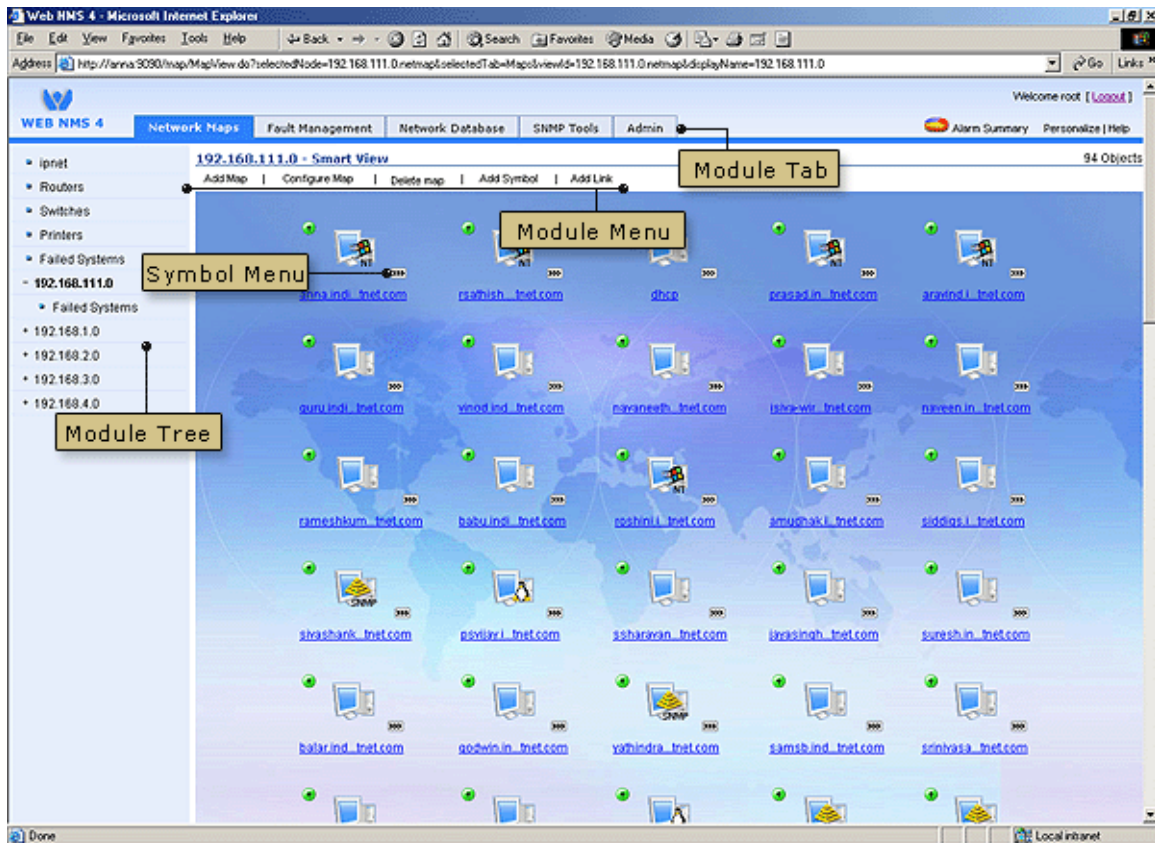 Web NMS 4 - Microsoft Internet Explorer
File Edit View Favorites Tools Help Back Search Favorites Media
Address http://anna:9090/map/MapView.do?selectedNode=192.168.111.0.netmap&selectedTab=Maps&viewId=192.168.111.0.netmap&displayName=192.168.111.0 Go Links
Welcome root [ Logout ]
WEB NMS 4 Network Maps Fault Management Network Database SNMP Tools Admin Alarm Summary Personalize | Help
192.168.111.0 - Smart View 94 Objects
Add Map | Configure Map | Delete map | Add Symbol | Add Link
Module Tab
Module Menu
Symbol Menu
Module Tree
ipnet
Routers
Switches
Printers
Failed Systems
192.168.111.0
Failed Systems
192.168.1.0
192.168.2.0
192.168.3.0
192.168.4.0
NT NT NT NT
anna.indi...tnet.com rsathish...tnet.com dhcp prasad.in...tnet.com aravind.i...tnet.com
guru.indi...tnet.com vinod.ind...tnet.com navaneeth...tnet.com ishra-wir...tnet.com naveen.in...tnet.com
NT
rameshkum...tnet.com babu.indi...tnet.com roshini.i...tnet.com amudhak.i...tnet.com siddiqs.i...tnet.com
SNMP
sivashank...tnet.com psvijay.i...tnet.com ssharavan...tnet.com jayasingh...tnet.com suresh.in...tnet.com
SNMP
balar.ind...tnet.com godwin.in...tnet.com yathindra...tnet.com samsb.ind...tnet.com srinivasa...tnet.com
Done Local intranet